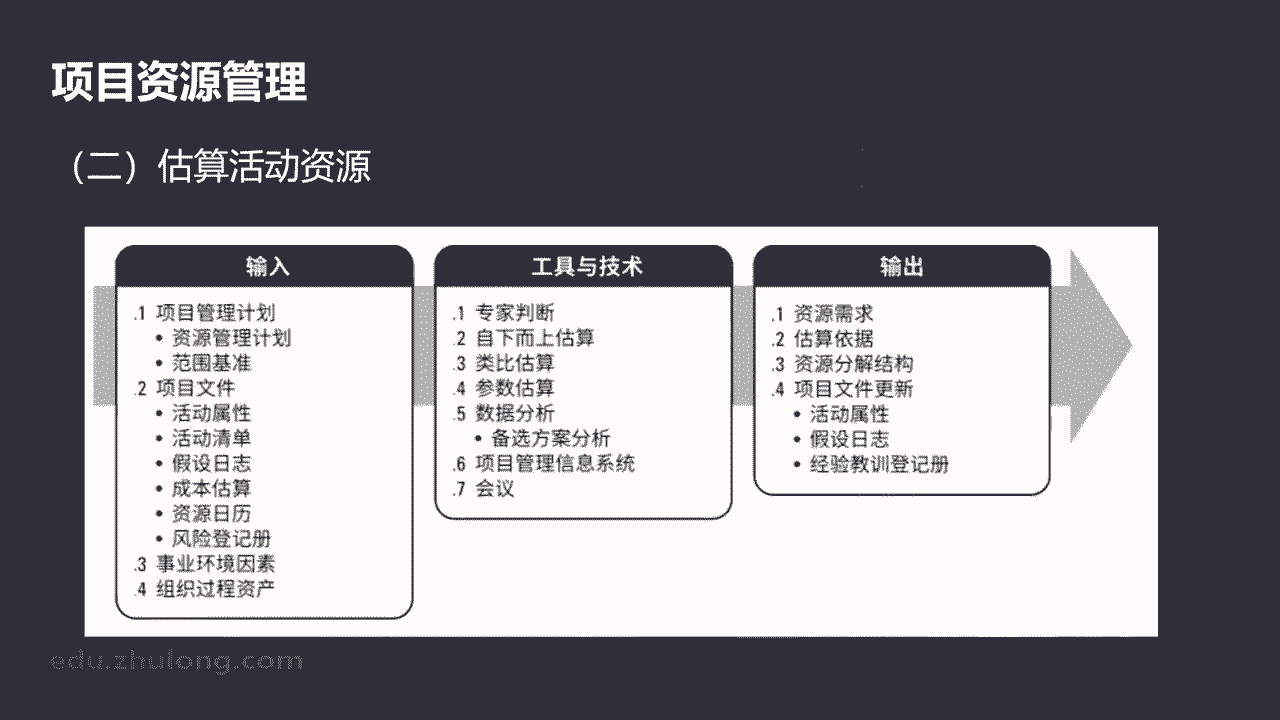 项目资源管理
（二）估算活动资源
输入
.1 项目管理计划
• 资源管理计划
• 范围基准
.2 项目文件
• 活动属性
• 活动清单
• 假设日志
• 成本估算
• 资源日历
• 风险登记册
.3 事业环境因素
.4 组织过程资产
工具与技术
.1 专家判断
.2 自下而上估算
.3 类比估算
.4 参数估算
.5 数据分析
• 备选方案分析
.6 项目管理信息系统
.7 会议
输出
.1 资源需求
.2 估算依据
.3 资源分解结构
.4 项目文件更新
• 活动属性
• 假设日志
• 经验教训登记册
edu.zhulong.com